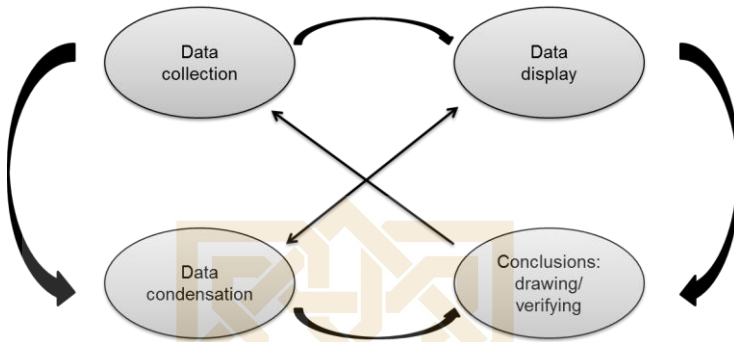 Data
collection
Data
display
Data
condensation
Conclusions:
drawing/
verifying